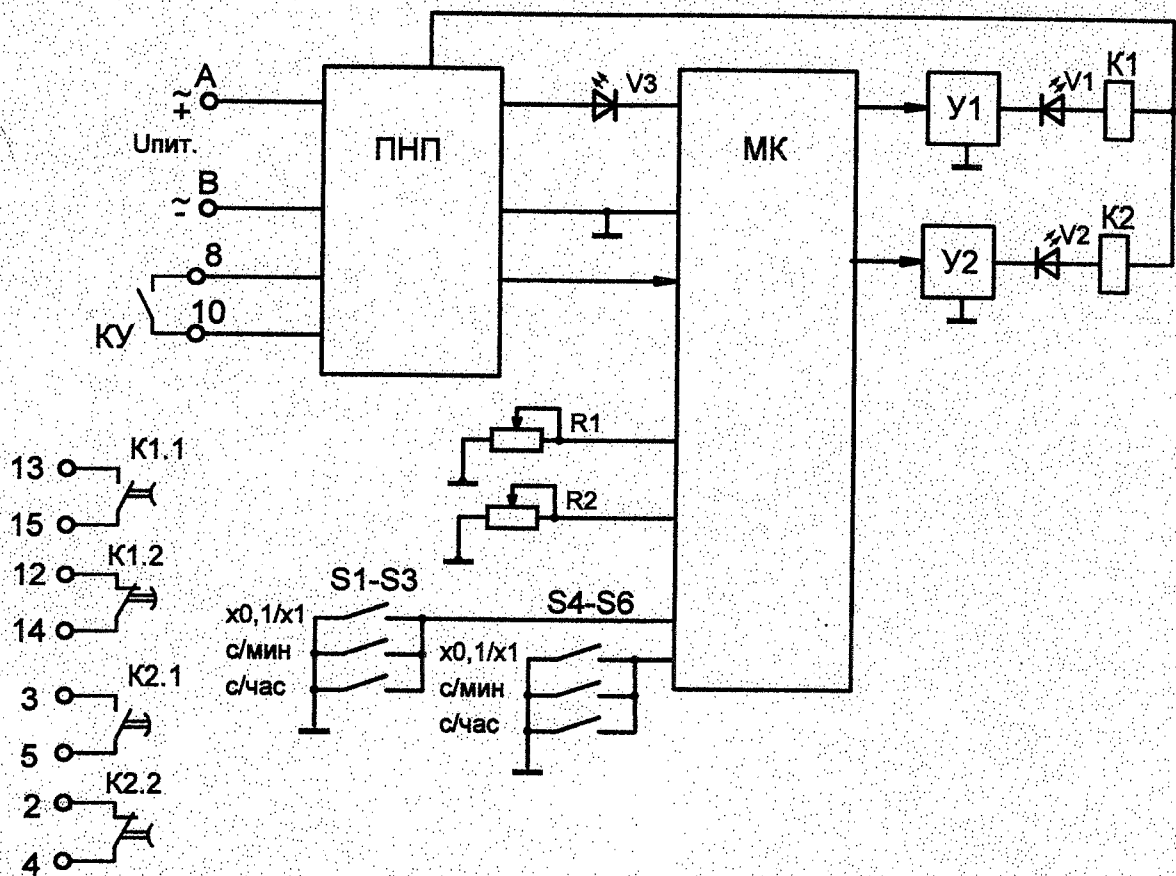 A
~
+
Uпит.
B
~
-
8
10
КУ
ПНП
V3
МК
У1
V1
К1
У2
V2
К2
R1
R2
13
К1.1
15
12
К1.2
14
3
К2.1
5
2
К2.2
4
S1-S3
х0,1/х1
с/мин
с/час
S4-S6
х0,1/х1
с/мин
с/час